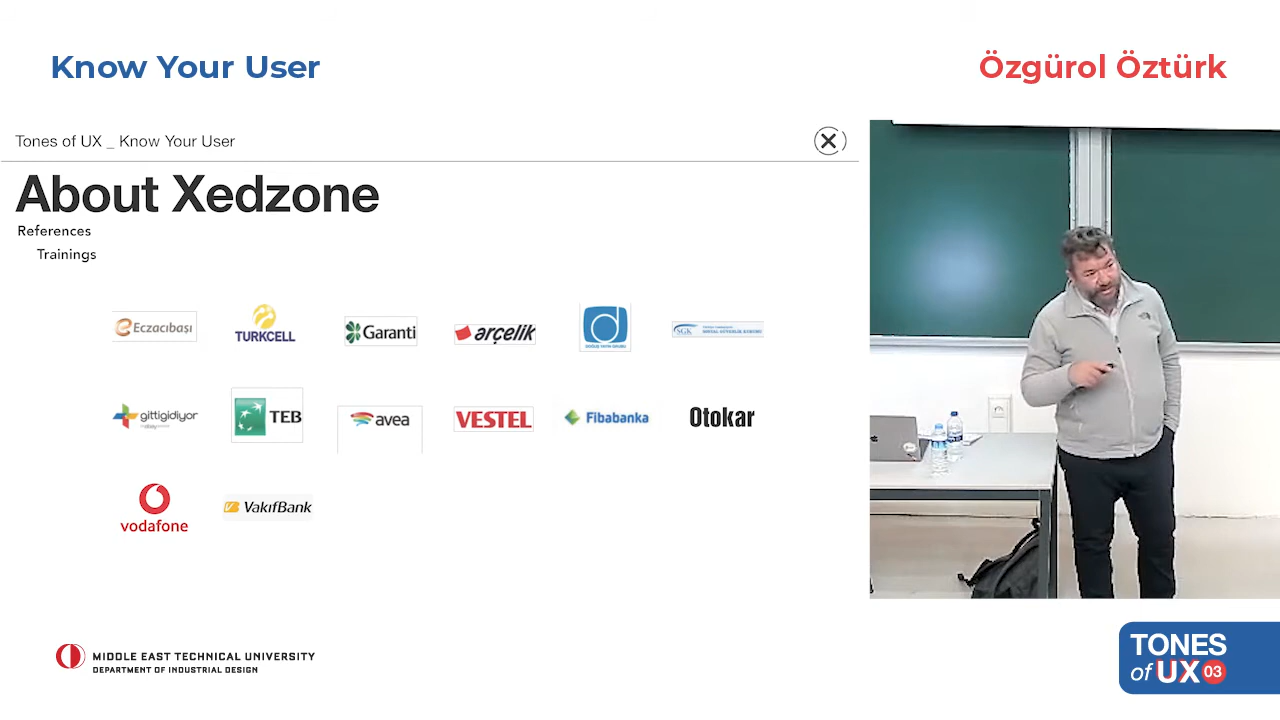 Know Your User
Özgürol Öztürk
Tones of UX _ Know Your User
About Xedzone
References
Trainings
Eczacıbaşı
TURKCELL
Garanti
arçelik
SGK
gittigidiyor
TEB
avea
VESTEL
Fibabanka
Otokar
vodafone
VakıfBank
MIDDLE EAST TECHNICAL UNIVERSITY
DEPARTMENT OF INDUSTRIAL DESIGN
TONES
of UX 03